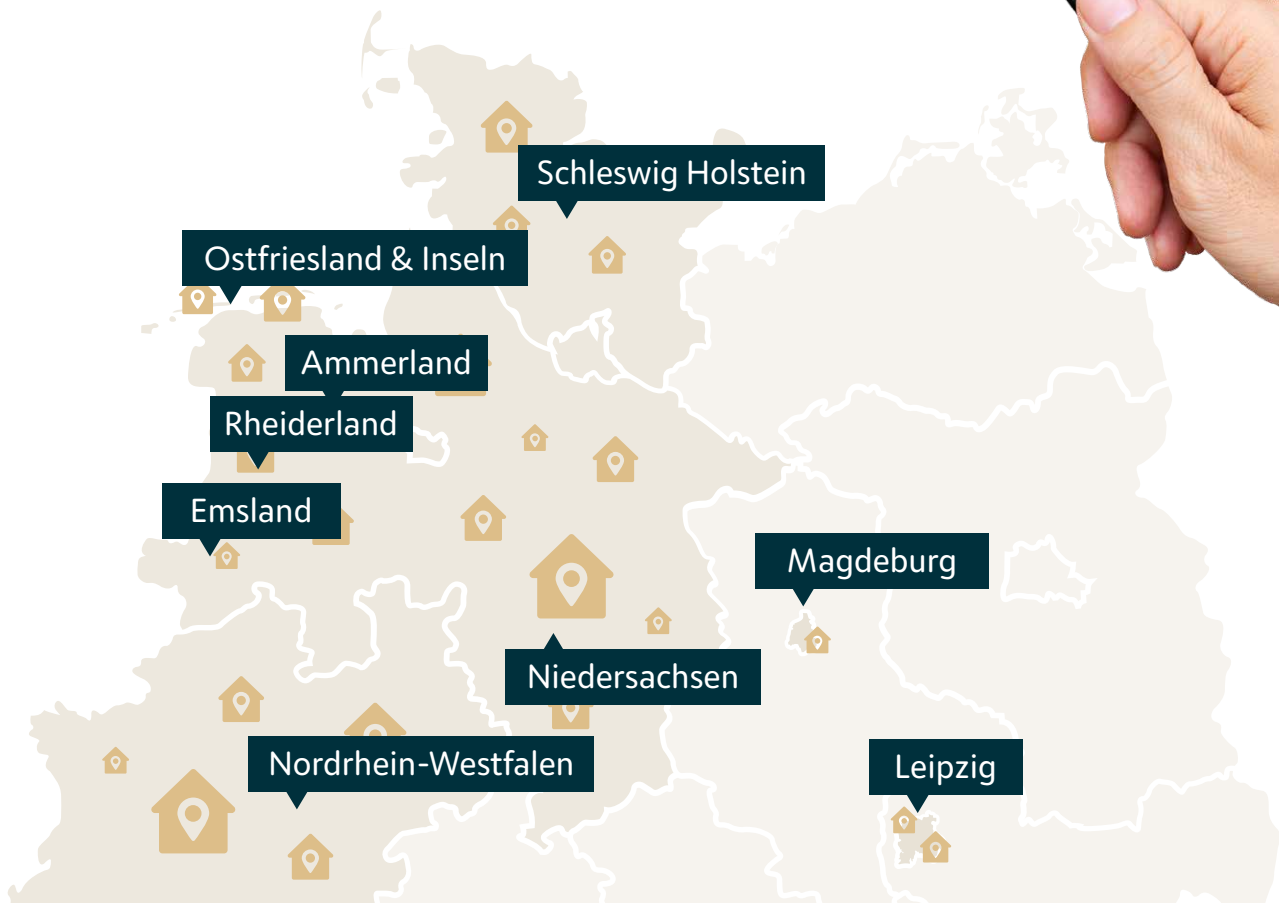 Schleswig Holstein
Ostfriesland & Inseln
Ammerland
Rheiderland
Emsland
Magdeburg
Niedersachsen
Nordrhein-Westfalen
Leipzig